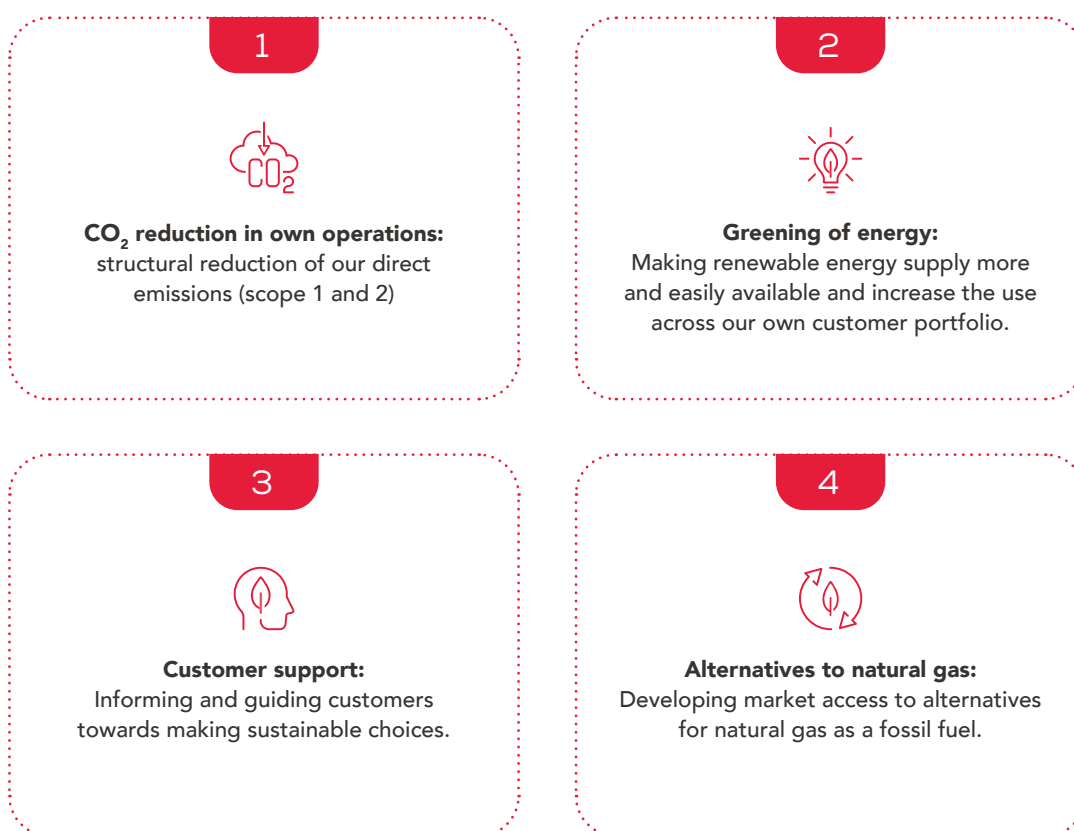 1
CO2
CO₂ reduction in own operations:
structural reduction of our direct
emissions (scope 1 and 2)
2
Greening of energy:
Making renewable energy supply more
and easily available and increase the use
across our own customer portfolio.
3
Customer support:
Informing and guiding customers
towards making sustainable choices.
4
Alternatives to natural gas:
Developing market access to alternatives
for natural gas as a fossil fuel.